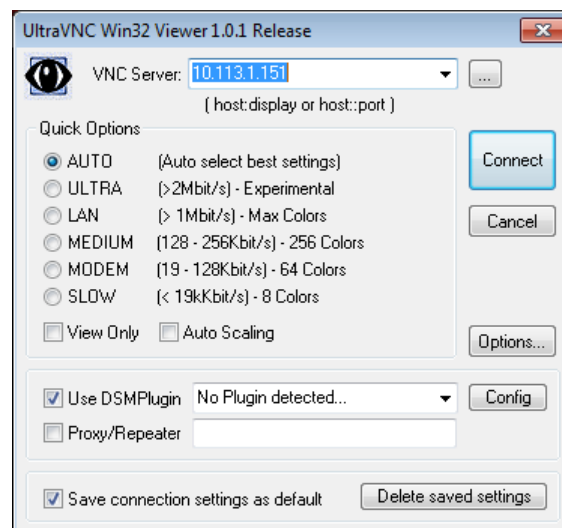 UltraVNC Win32 Viewer 1.0.1 Release
VNC Server: 10.113.1.151 ...
( host:display or host::port )
Quick Options
AUTO (Auto select best settings)
ULTRA (>2Mbit/s) - Experimental
LAN (> 1Mbit/s) - Max Colors
MEDIUM (128 - 256Kbit/s) - 256 Colors
MODEM (19 - 128Kbit/s) - 64 Colors
SLOW (< 19kKbit/s) - 8 Colors
View Only Auto Scaling
Connect
Cancel
Options...
Use DSMPlugin No Plugin detected... Config
Proxy/Repeater
Save connection settings as default Delete saved settings